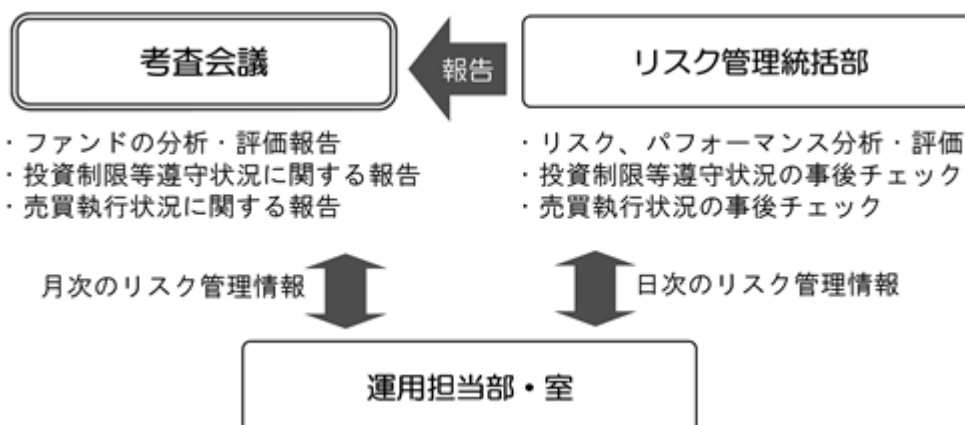 考査会議
報告
リスク管理統括部
・ファンドの分析・評価報告
・投資制限等遵守状況に関する報告
・売買執行状況に関する報告
・リスク、パフォーマンス分析・評価
・投資制限等遵守状況の事後チェック
・売買執行状況の事後チェック
月次のリスク管理情報
日次のリスク管理情報
運用担当部・室